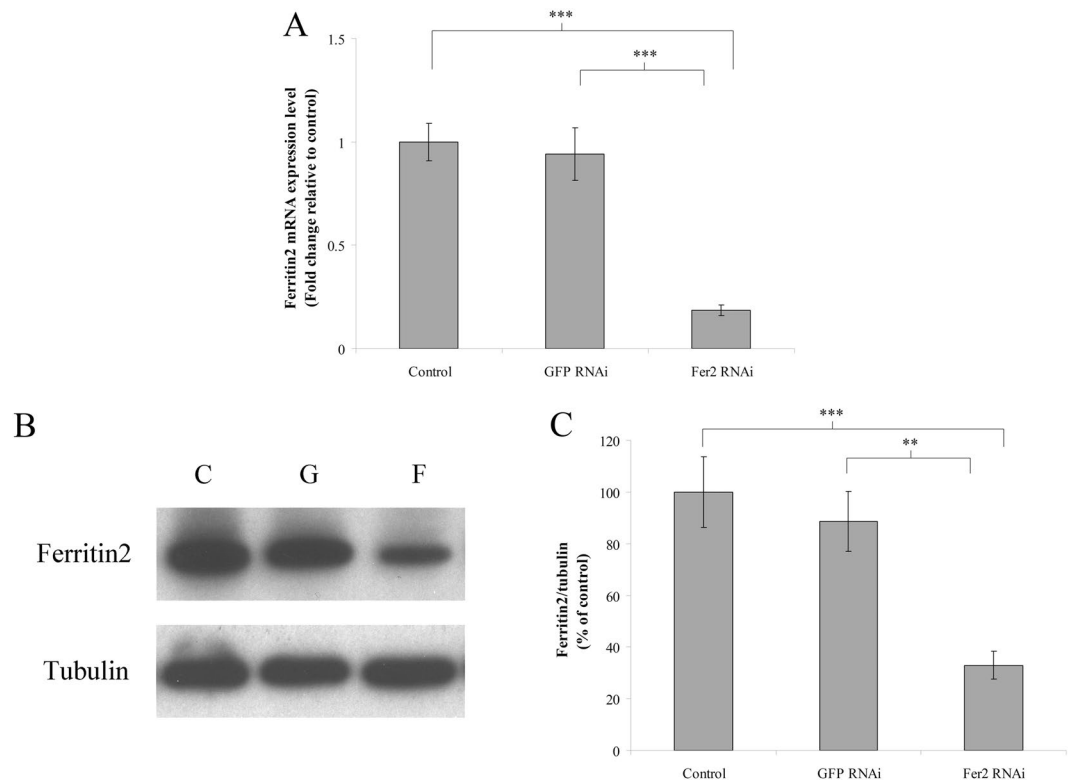 A
Ferritin2 mRNA expression level
(Fold change relative to control)
1.5
1
0.5
0
***
***
Control
GFP RNAi
Fer2 RNAi
B
C
G
F
Ferritin2
Tubulin
C
Ferritin2/tubulin
(% of control)
120
100
80
60
40
20
0
***
**
Control
GFP RNAi
Fer2 RNAi